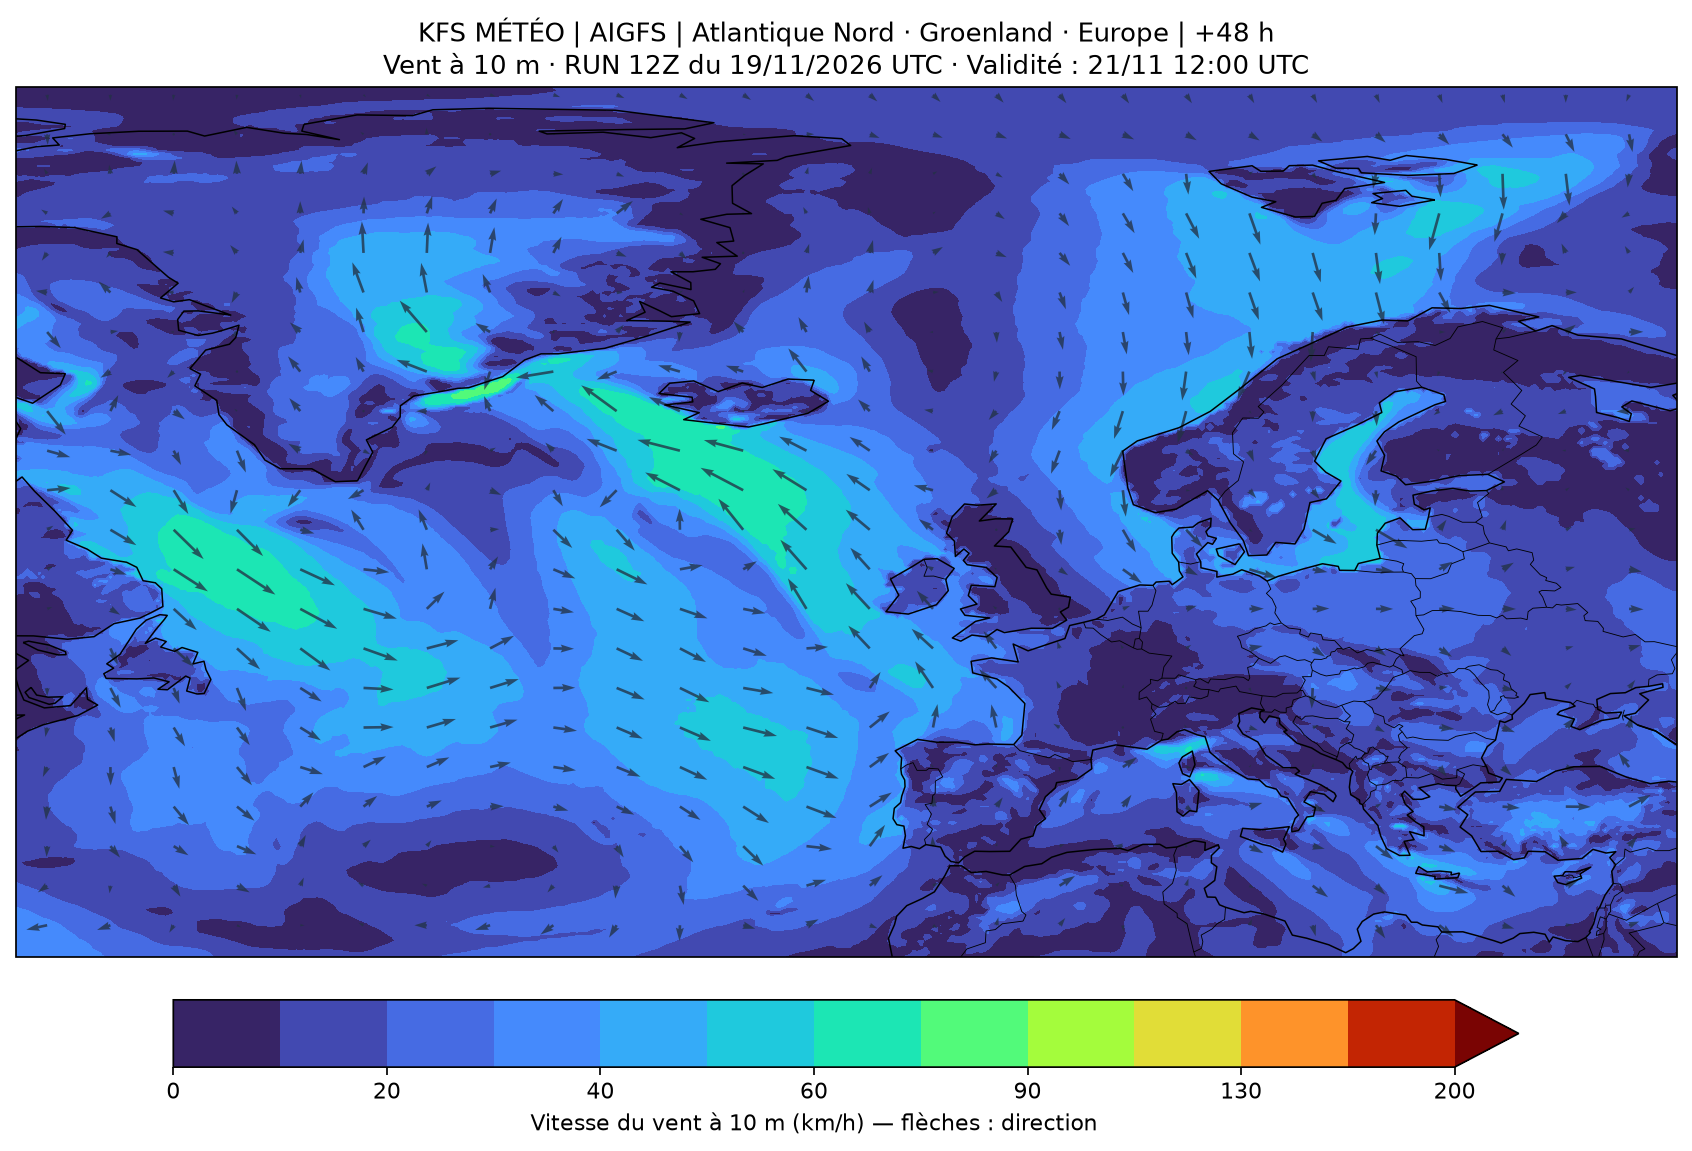 KFS MÉTÉO | AIGFS | Atlantique Nord · Groenland · Europe | +48 h
Vent à 10 m · RUN 12Z du 19/11/2026 UTC · Validité : 21/11 12:00 UTC
0 20 40 60 90 130 200
Vitesse du vent à 10 m (km/h) — flèches : direction